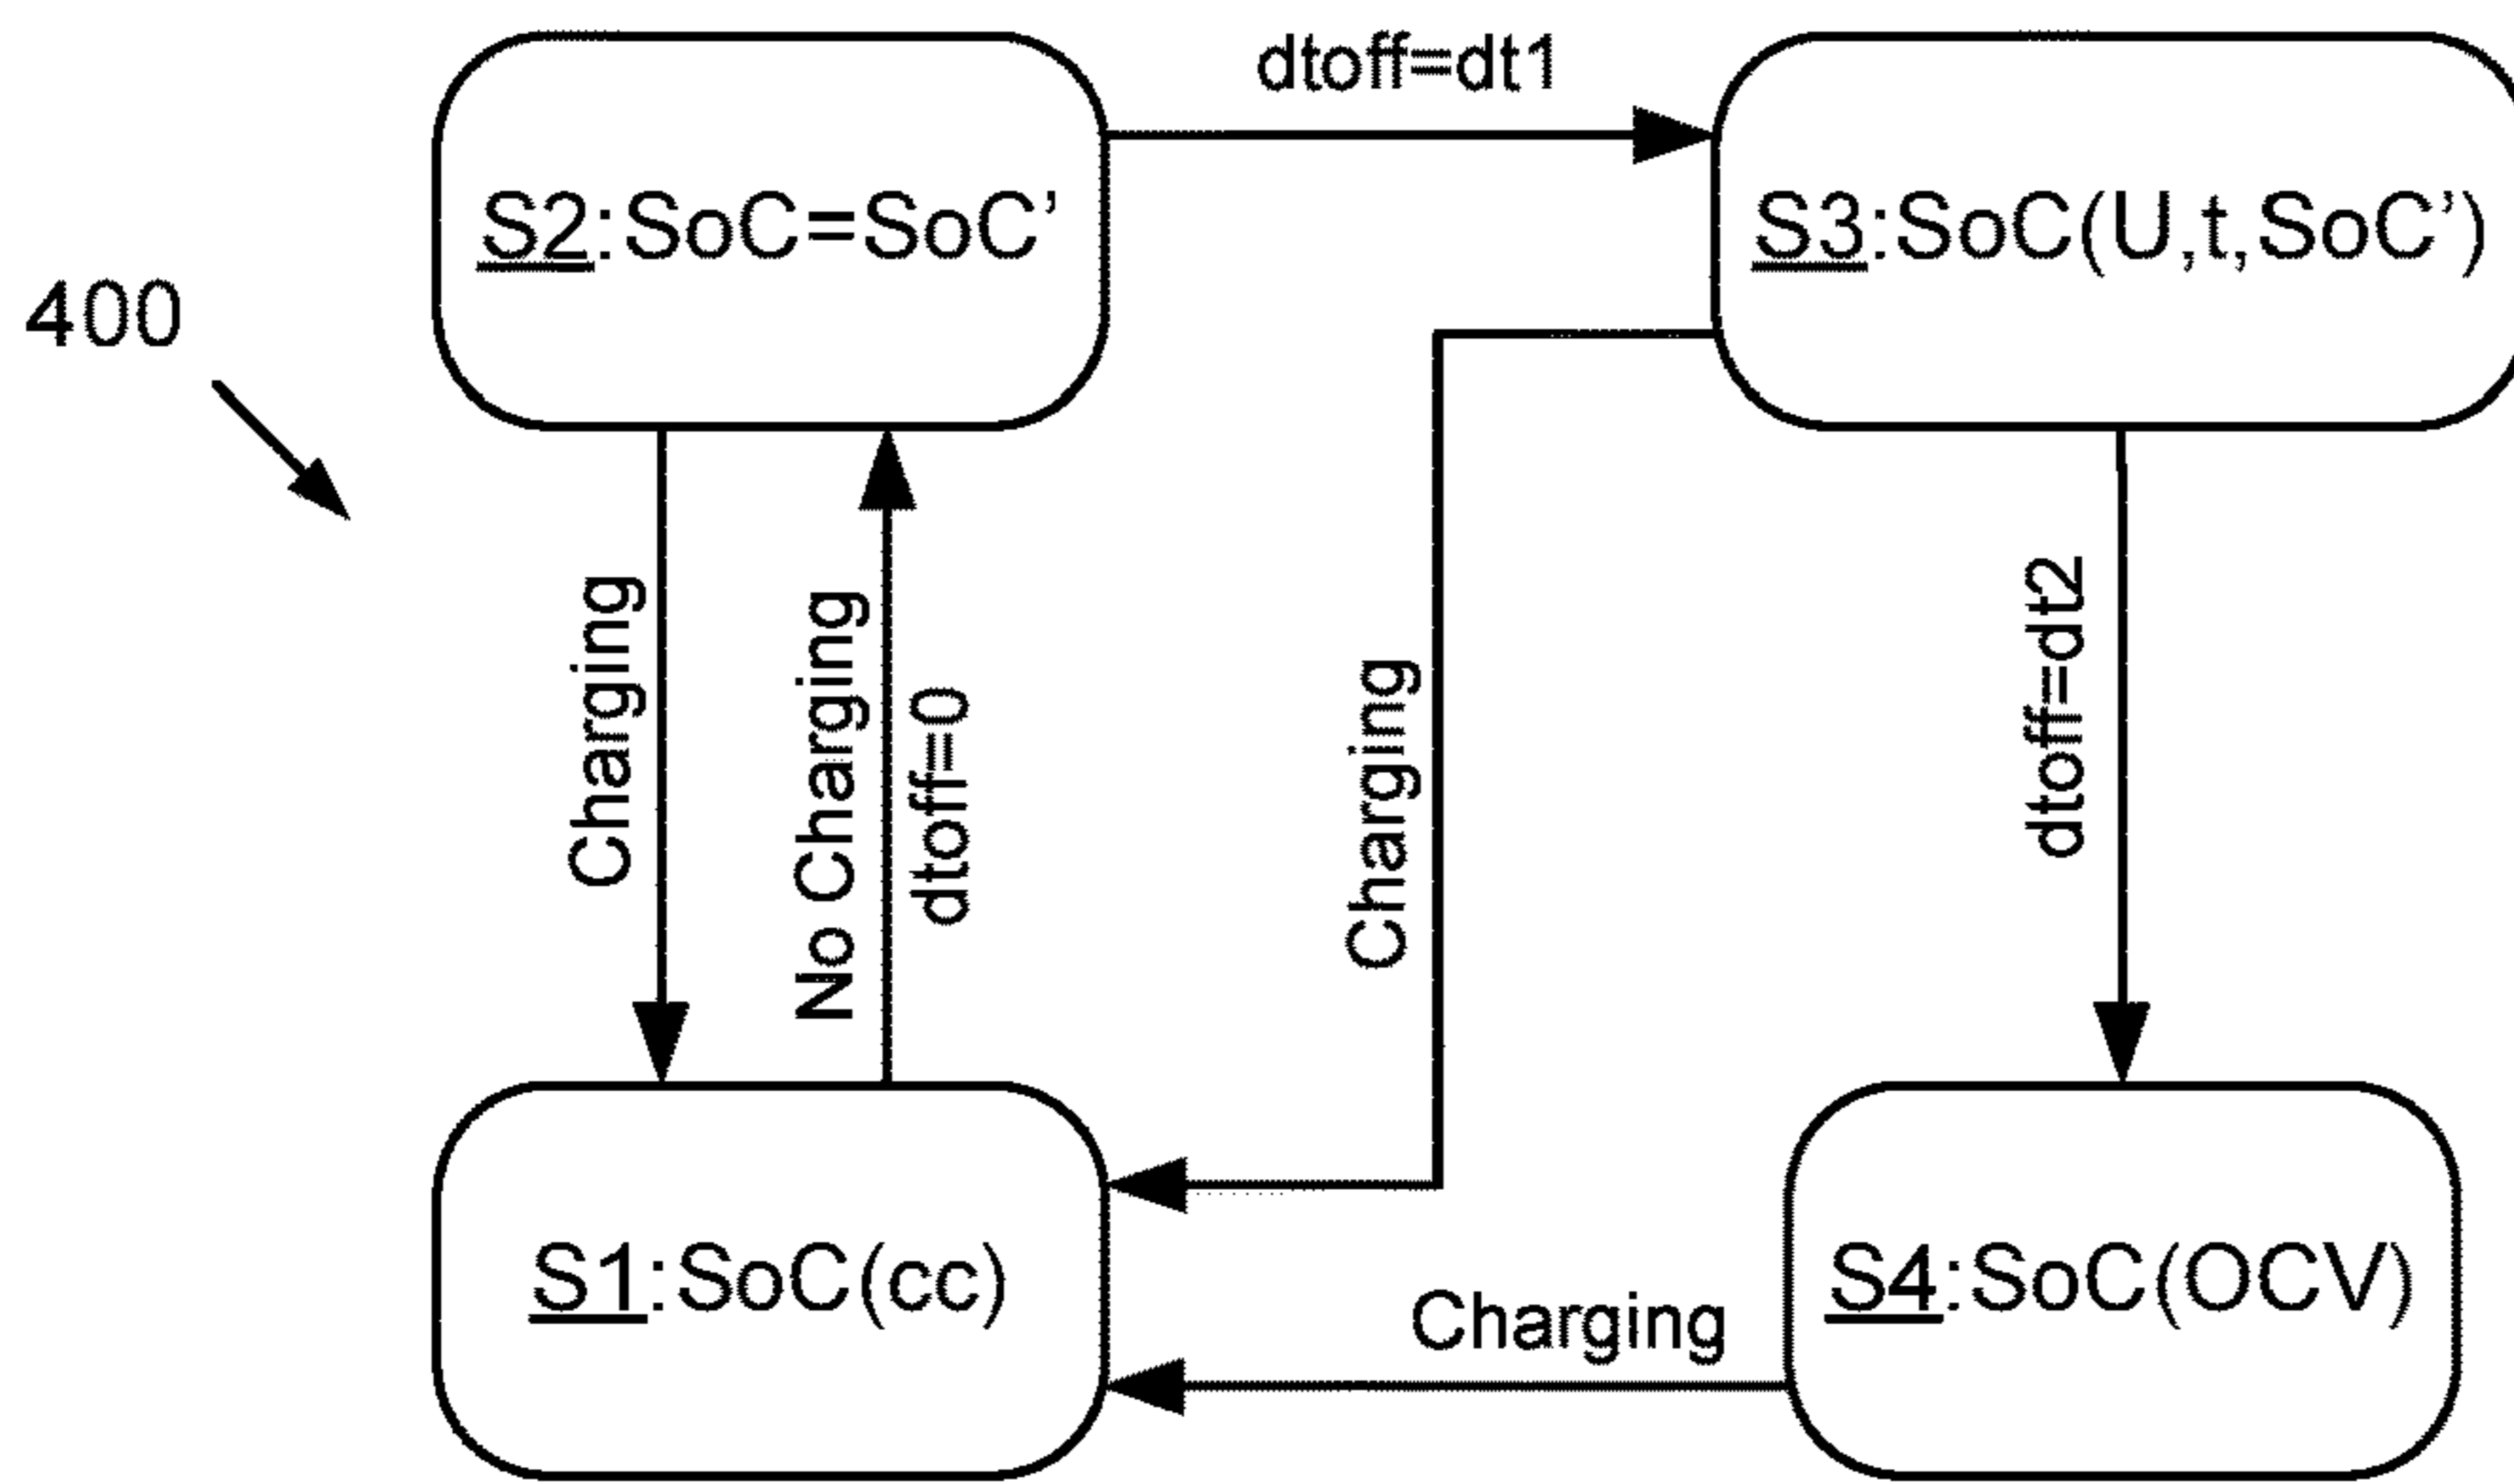 dtoff=dt1
S2:SoC=SoC’
S3:SoC(U,t,SoC’)
400
Charging
No Charging
dtoff=0
Charging
dtoff=dt2
S1:SoC(cc)
Charging
S4:SoC(OCV)